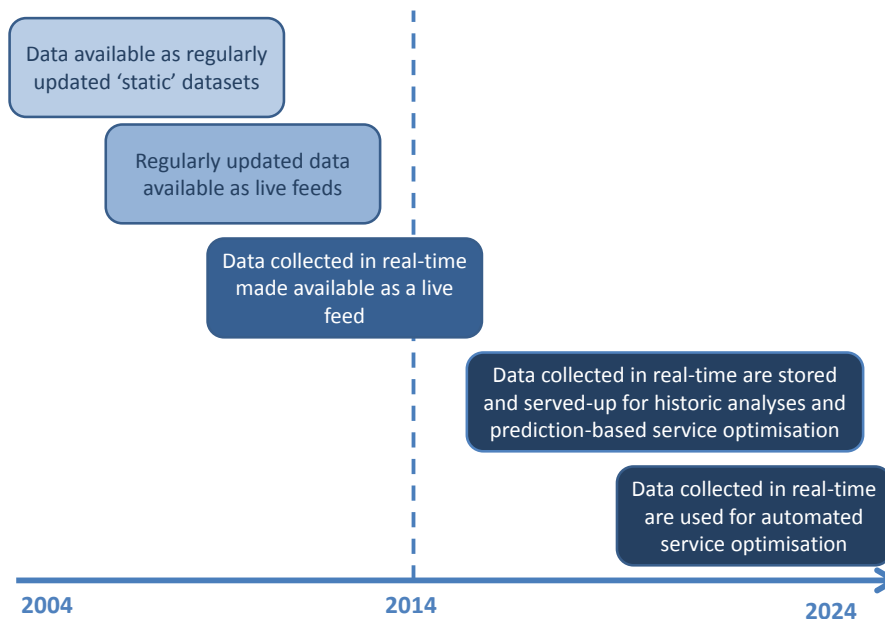 Data available as regularly
updated ‘static’ datasets
Regularly updated data
available as live feeds
Data collected in real-time
made available as a live
feed
Data collected in real-time are stored
and served-up for historic analyses and
prediction-based service optimisation
Data collected in real-time
are used for automated
service optimisation
2004
2014
2024